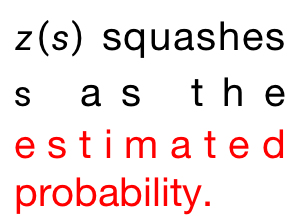 z(s) squashes
s as the
estimated
probability.